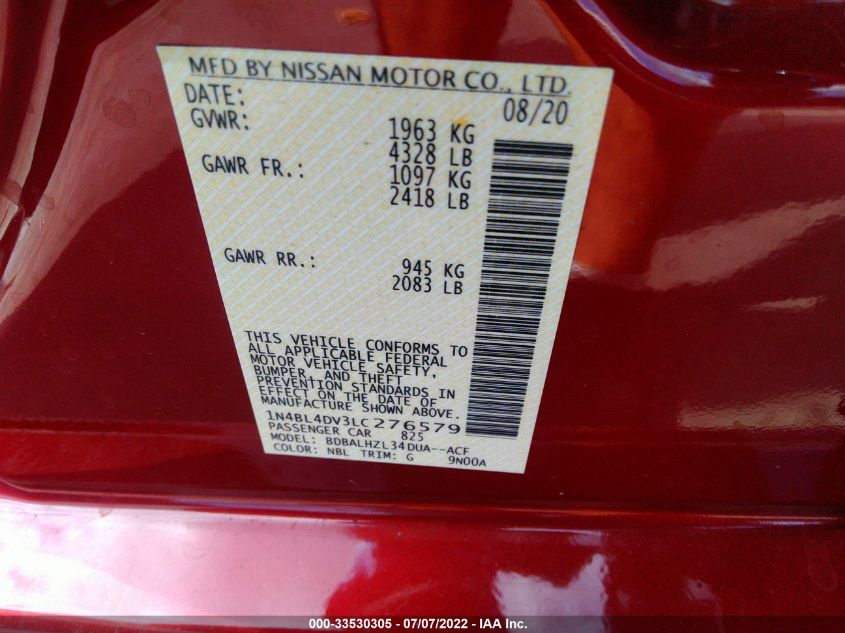 MFD BY NISSAN MOTOR CO., LTD.
DATE: 08/20
GVWR: 1963 KG
4328 LB
GAWR FR.: 1097 KG
2418 LB
GAWR RR.: 945 KG
2083 LB
THIS VEHICLE CONFORMS TO
ALL APPLICABLE FEDERAL
MOTOR VEHICLE SAFETY,
BUMPER, AND THEFT
PREVENTION STANDARDS IN
EFFECT ON THE DATE OF
MANUFACTURE SHOWN ABOVE.
1N4BL4DV3LC276579
PASSENGER CAR 825
MODEL: BDBALHZL34DUA--ACF
COLOR: NBL TRIM: G 9N00A
000-33530305 - 07/07/2022 - IAA Inc.